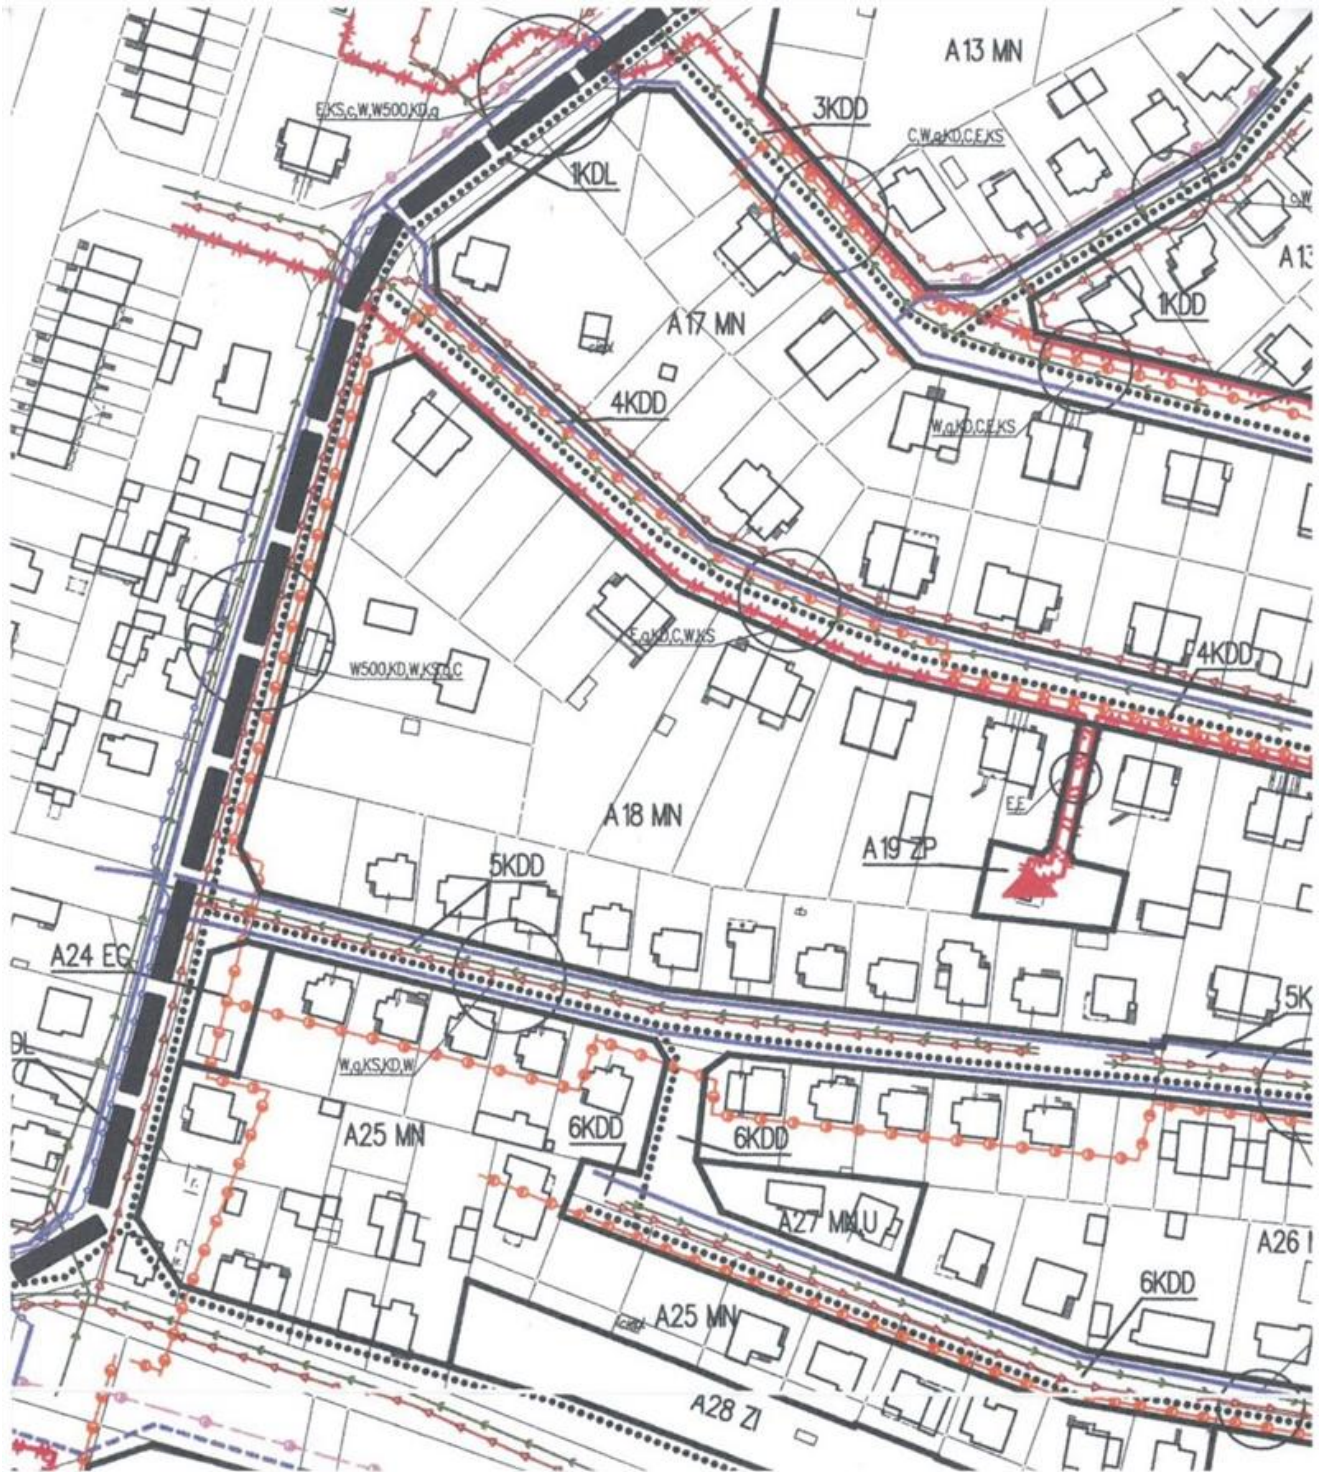 A13 MN
3KDD
E,KS,c,W,W500,KD,g
C,W,g,KD,C,E,KS
1KDL
A13
1KDD
A17 MN
4KDD
W,g,KD,C,E,KS
E,g,KD,C,W,KS
4KDD
W500,KD,W,KS,g,C
A18 MN
E,E
A19 ZP
5KDD
A24 EG
5K
DL
W,g,KS,KD,W
A25 MN
6KDD
6KDD
A27 MN,U
A26
6KDD
A25 MN
A28 ZI